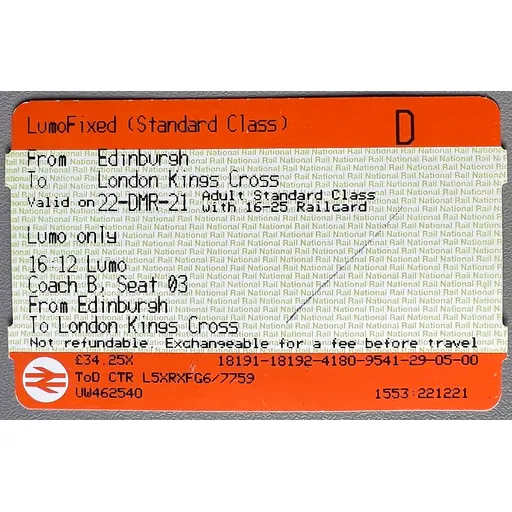 LumoFixed (Standard Class)
D
From Edinburgh
To London Kings Cross
Valid on 22-DMR-21 Adult Standard Class
With 16-25 Railcard
Lumo only
16:12 Lumo
Coach B, Seat 03
From Edinburgh
To London Kings Cross
Not refundable. Exchangeable for a fee before travel
£34.25X 18191-18192-4180-9541-29-05-00
ToD CTR L5XRXFG6/7759
UW462540 1553:221221